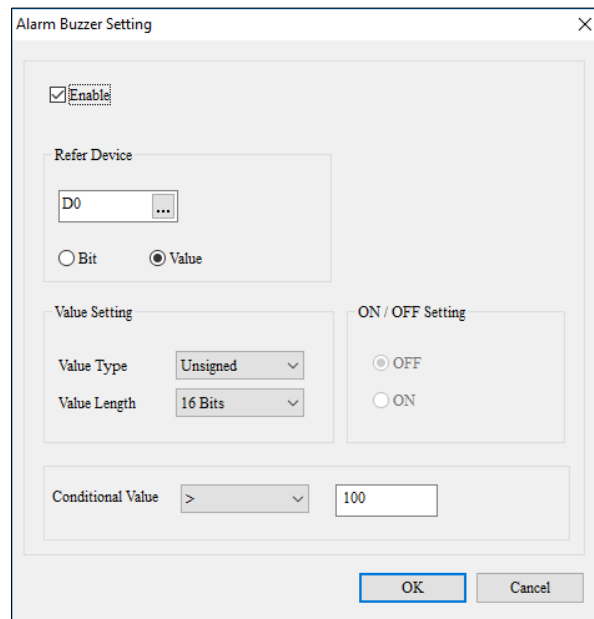 Alarm Buzzer Setting
Enable
Refer Device
D0 ...
Bit Value
Value Setting
Value Type Unsigned
Value Length 16 Bits
ON / OFF Setting
OFF
ON
Conditional Value > 100
OK Cancel